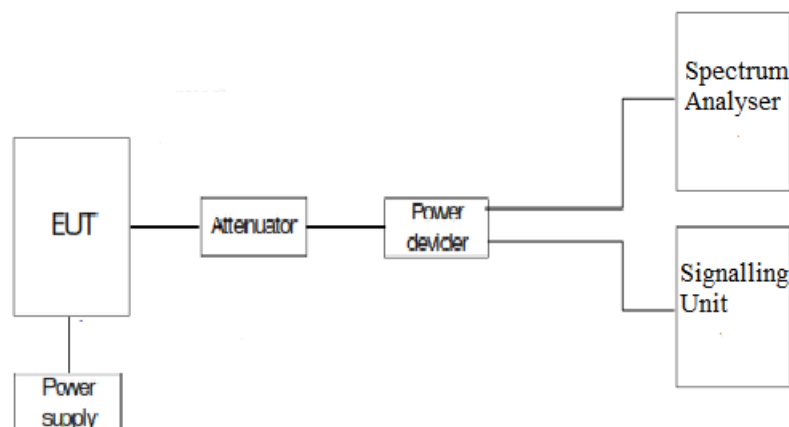 Spectrum
Analyser
EUT
Attenuator
Power
devider
Signalling
Unit
Power
supply